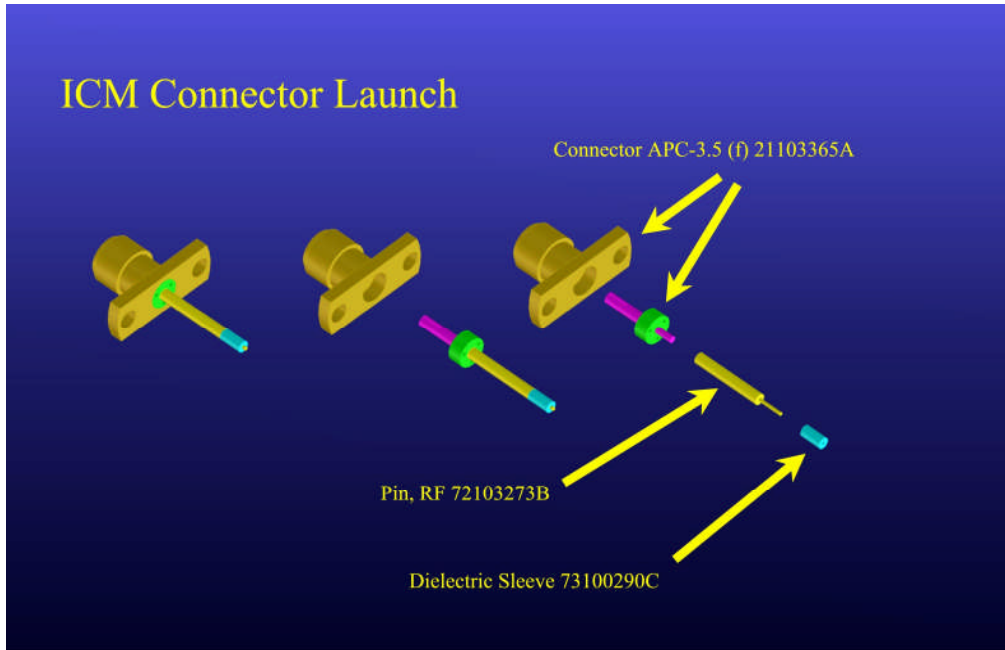 ICM Connector Launch
Connector APC-3.5 (f) 21103365A
Pin, RF 72103273B
Dielectric Sleeve 73100290C